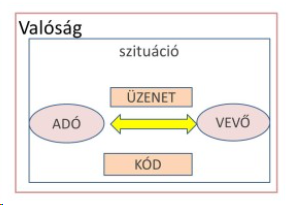 Valóság
szituáció
ÜZENET
ADÓ
VEVŐ
KÓD